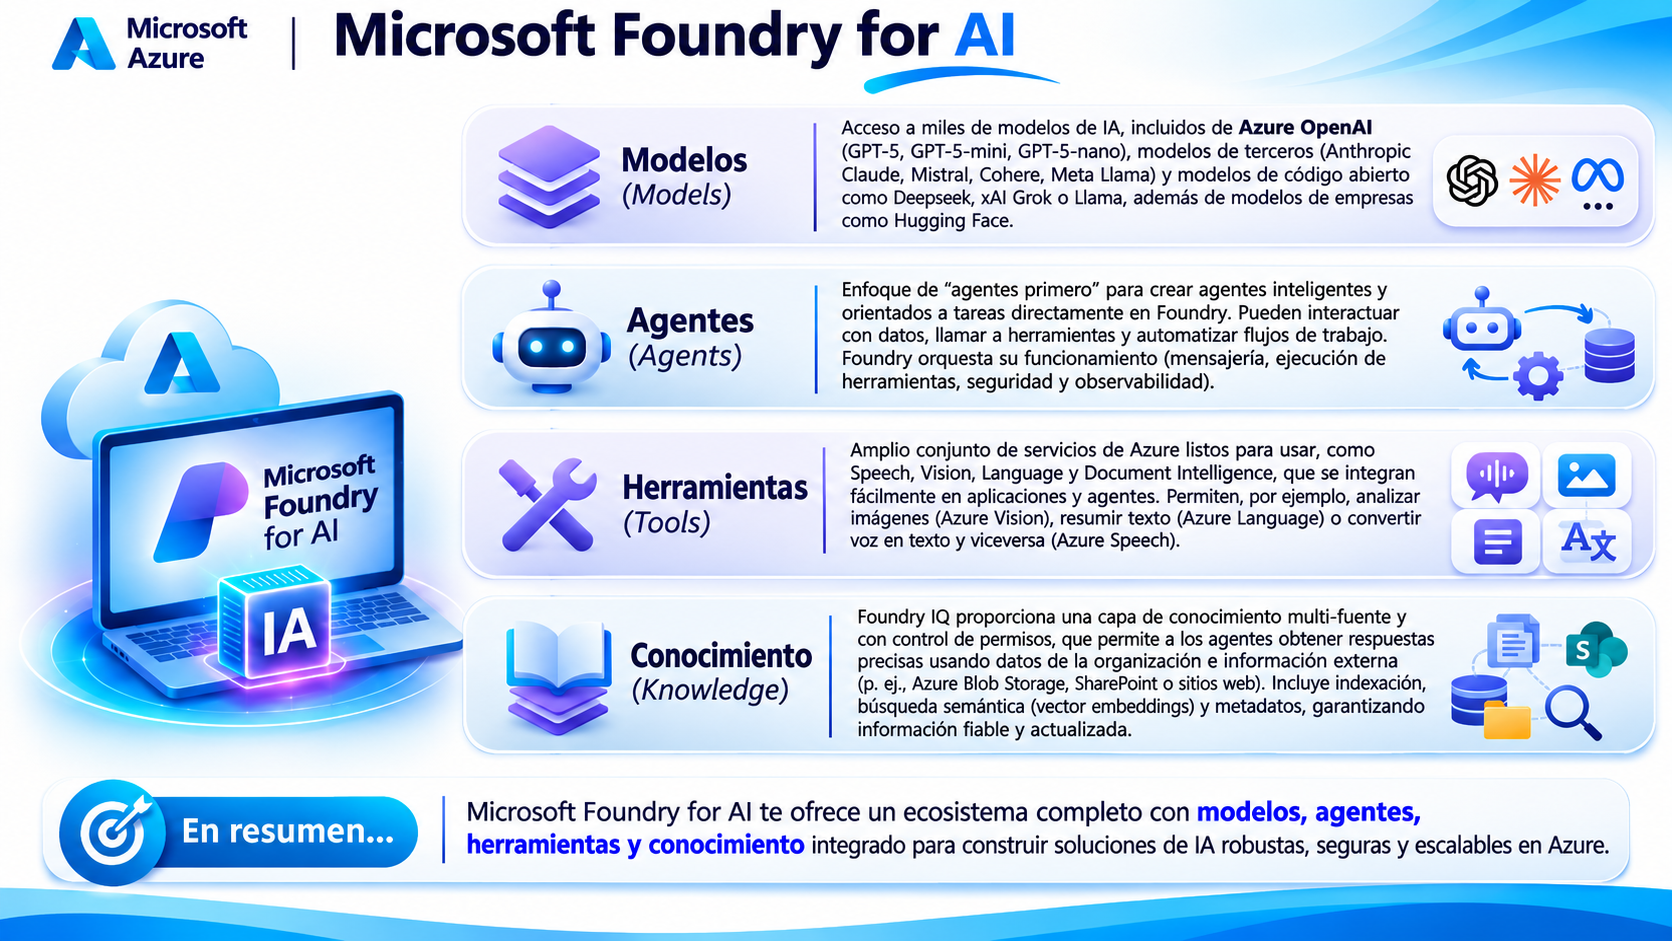 Microsoft
Azure
Microsoft Foundry for AI
Modelos
(Models)
Acceso a miles de modelos de IA, incluidos de Azure OpenAI
(GPT-5, GPT-5-mini, GPT-5-nano), modelos de terceros (Anthropic
Claude, Mistral, Cohere, Meta Llama) y modelos de código abierto
como Deepseek, xAI Grok o Llama, además de modelos de empresas
como Hugging Face.
Agentes
(Agents)
Enfoque de “agentes primero” para crear agentes inteligentes y
orientados a tareas directamente en Foundry. Pueden interactuar
con datos, llamar a herramientas y automatizar flujos de trabajo.
Foundry orquesta su funcionamiento (mensajería, ejecución de
herramientas, seguridad y observabilidad).
Microsoft
Foundry
for AI
IA
Herramientas
(Tools)
Amplio conjunto de servicios de Azure listos para usar, como
Speech, Vision, Language y Document Intelligence, que se integran
fácilmente en aplicaciones y agentes. Permiten, por ejemplo, analizar
imágenes (Azure Vision), resumir texto (Azure Language) o convertir
voz en texto y viceversa (Azure Speech).
A文
Conocimiento
(Knowledge)
Foundry IQ proporciona una capa de conocimiento multi-fuente y
con control de permisos, que permite a los agentes obtener respuestas
precisas usando datos de la organización e información externa
(p. ej., Azure Blob Storage, SharePoint o sitios web). Incluye indexación,
búsqueda semántica (vector embeddings) y metadatos, garantizando
información fiable y actualizada.
S
En resumen...
Microsoft Foundry for AI te ofrece un ecosistema completo con modelos, agentes,
herramientas y conocimiento integrado para construir soluciones de IA robustas, seguras y escalables en Azure.